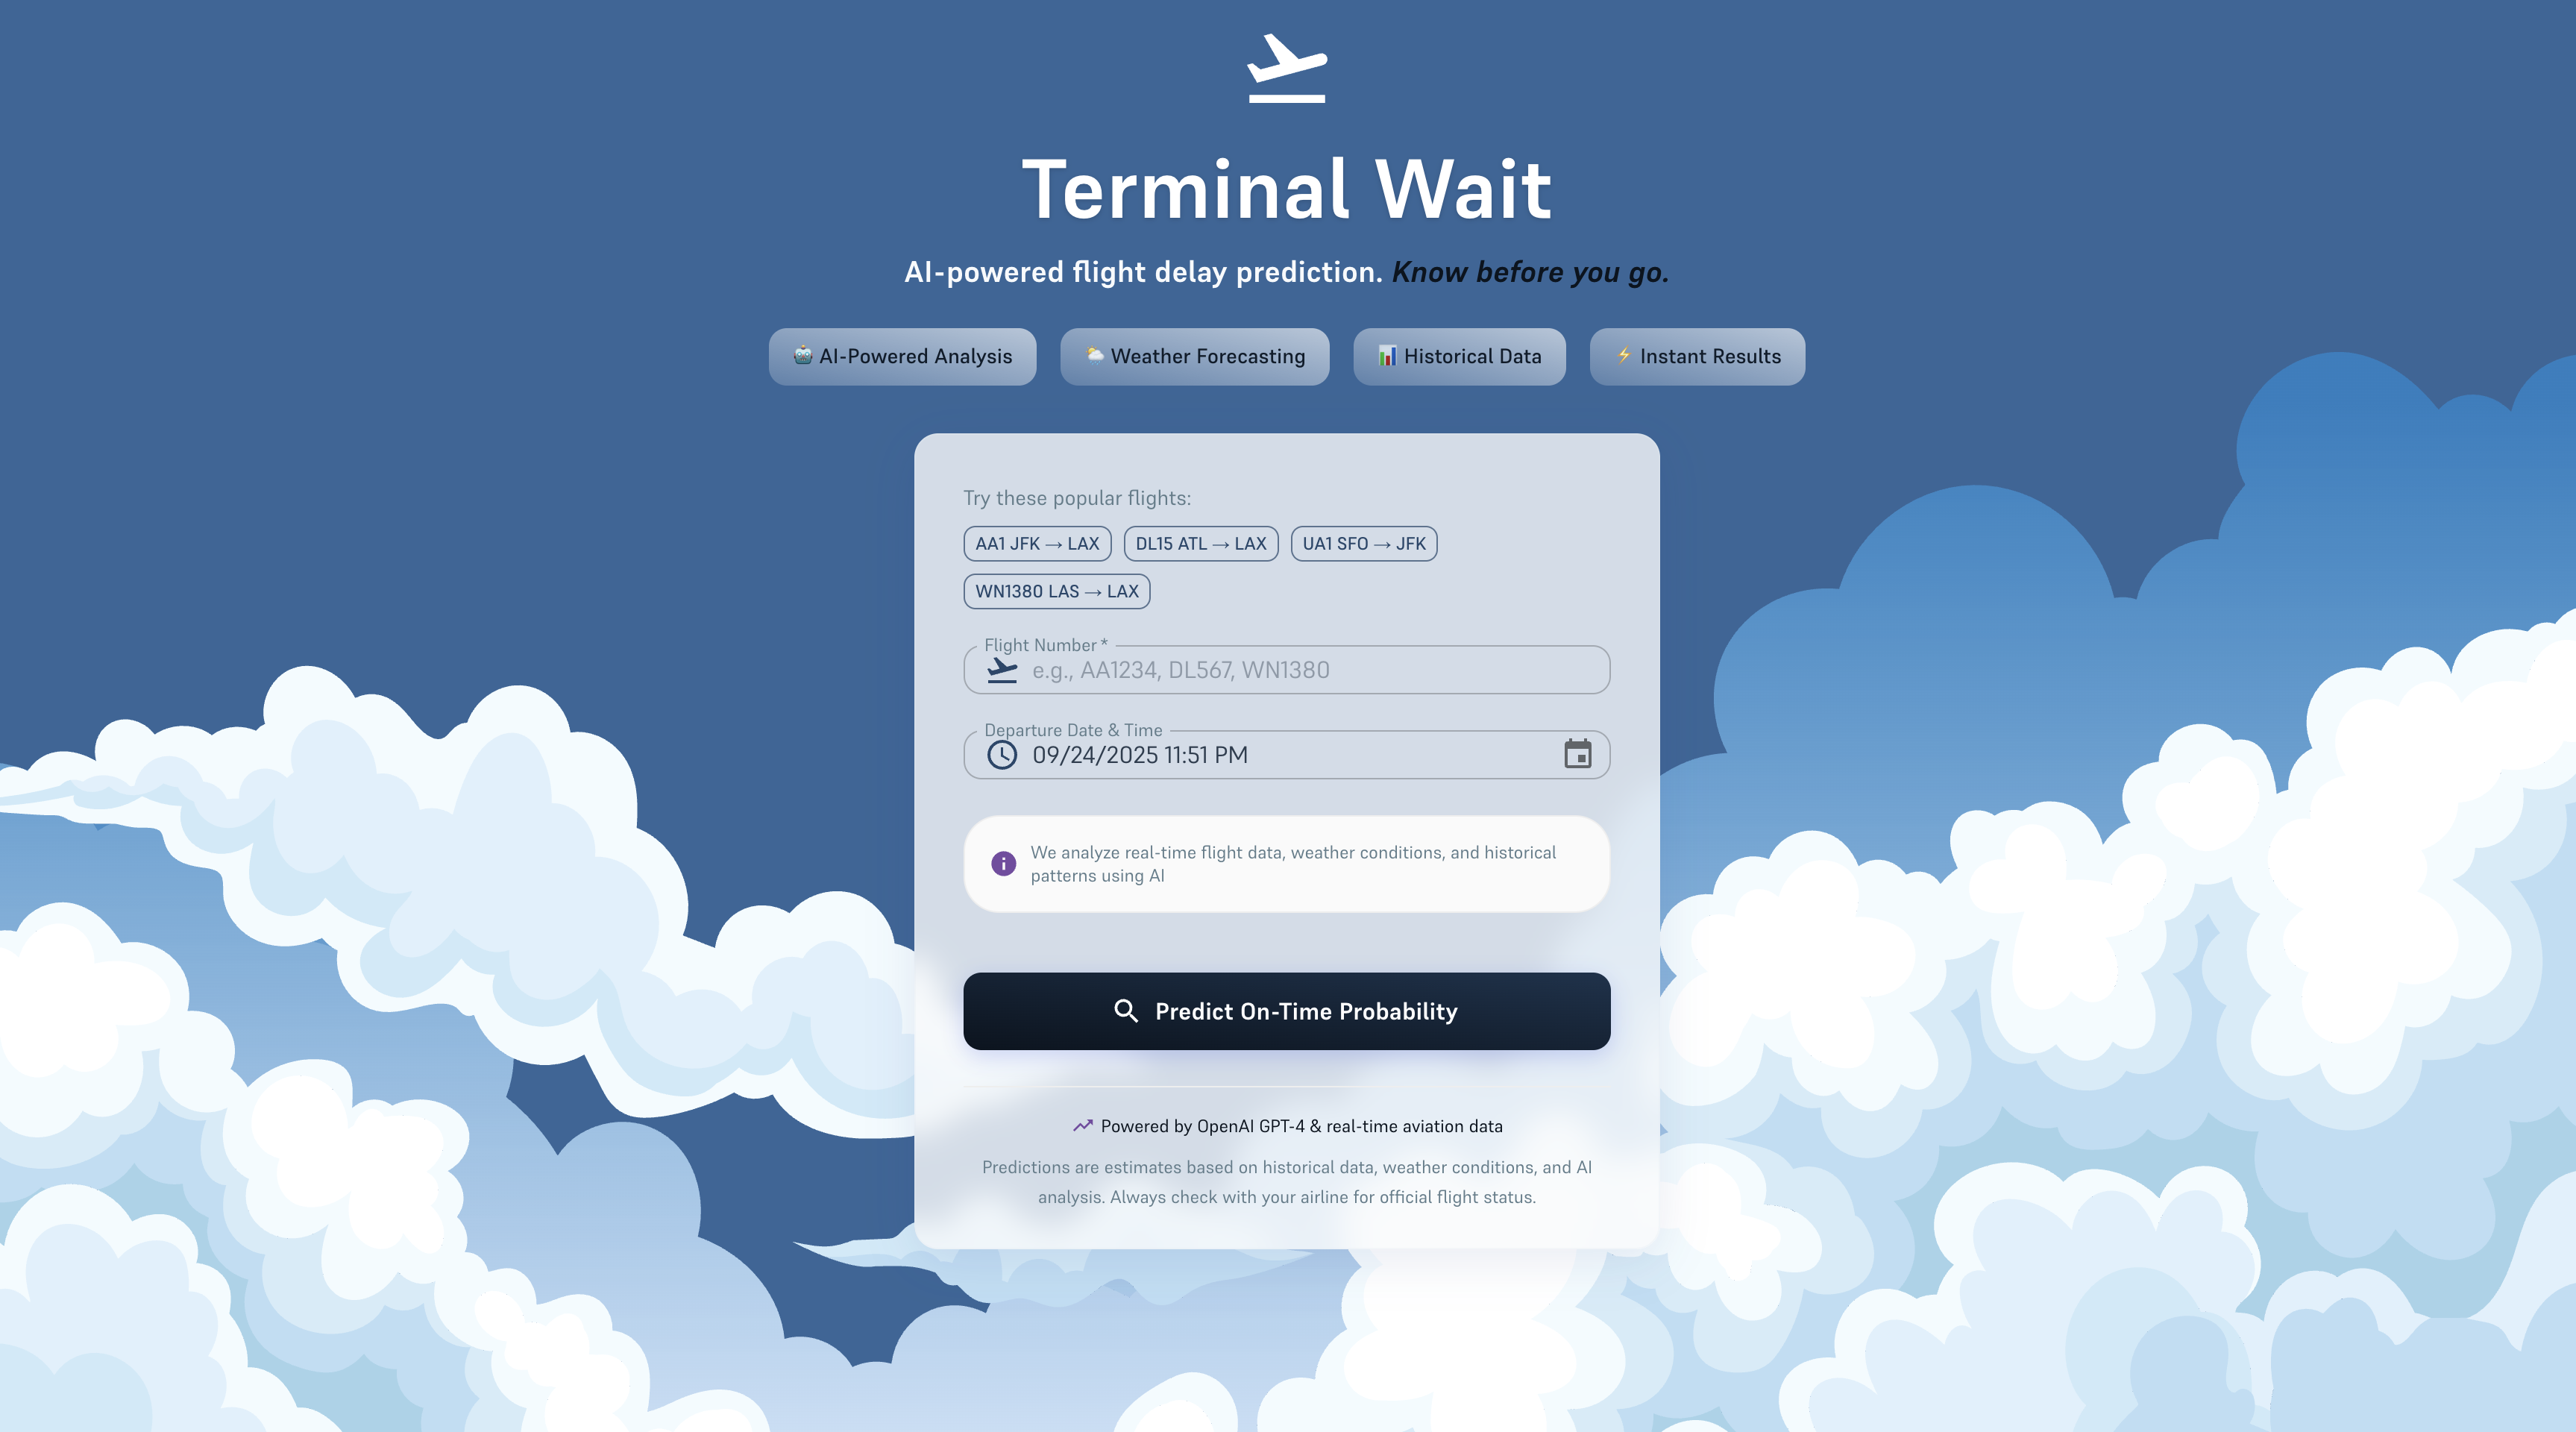 Terminal Wait
AI-powered flight delay prediction. Know before you go.
AI-Powered Analysis
Weather Forecasting
Historical Data
Instant Results
Try these popular flights:
AA1 JFK → LAX
DL15 ATL → LAX
UA1 SFO → JFK
WN1380 LAS → LAX
Flight Number *
e.g., AA1234, DL567, WN1380
Departure Date & Time
09/24/2025 11:51 PM
We analyze real-time flight data, weather conditions, and historical
patterns using AI
Predict On-Time Probability
Powered by OpenAI GPT-4 & real-time aviation data
Predictions are estimates based on historical data, weather conditions, and AI
analysis. Always check with your airline for official flight status.